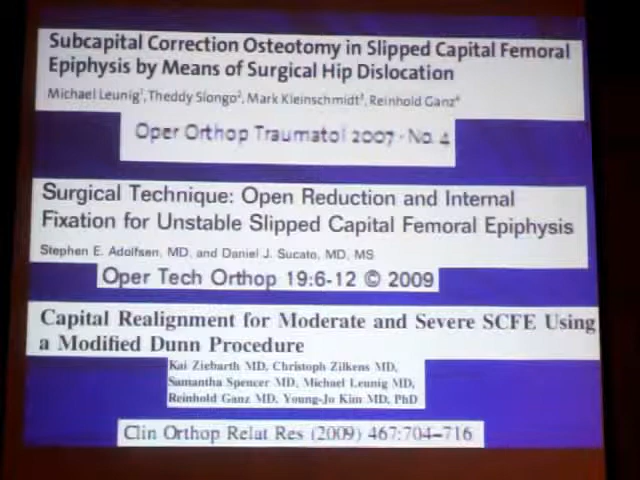 Subcapital Correction Osteotomy in Slipped Capital Femoral
Epiphysis by Means of Surgical Hip Dislocation
Michael Leunig¹, Theddy Slongo², Mark Kleinschmidt³, Reinhold Ganz⁴
Oper Orthop Traumatol 2007 · No. 4
Surgical Technique: Open Reduction and Internal
Fixation for Unstable Slipped Capital Femoral Epiphysis
Stephen E. Adolfsen, MD, and Daniel J. Sucato, MD, MS
Oper Tech Orthop 19:6-12 © 2009
Capital Realignment for Moderate and Severe SCFE Using
a Modified Dunn Procedure
Kai Ziebarth MD, Christoph Zilkens MD,
Samantha Spencer MD, Michael Leunig MD,
Reinhold Ganz MD, Young-Jo Kim MD, PhD
Clin Orthop Relat Res (2009) 467:704–716